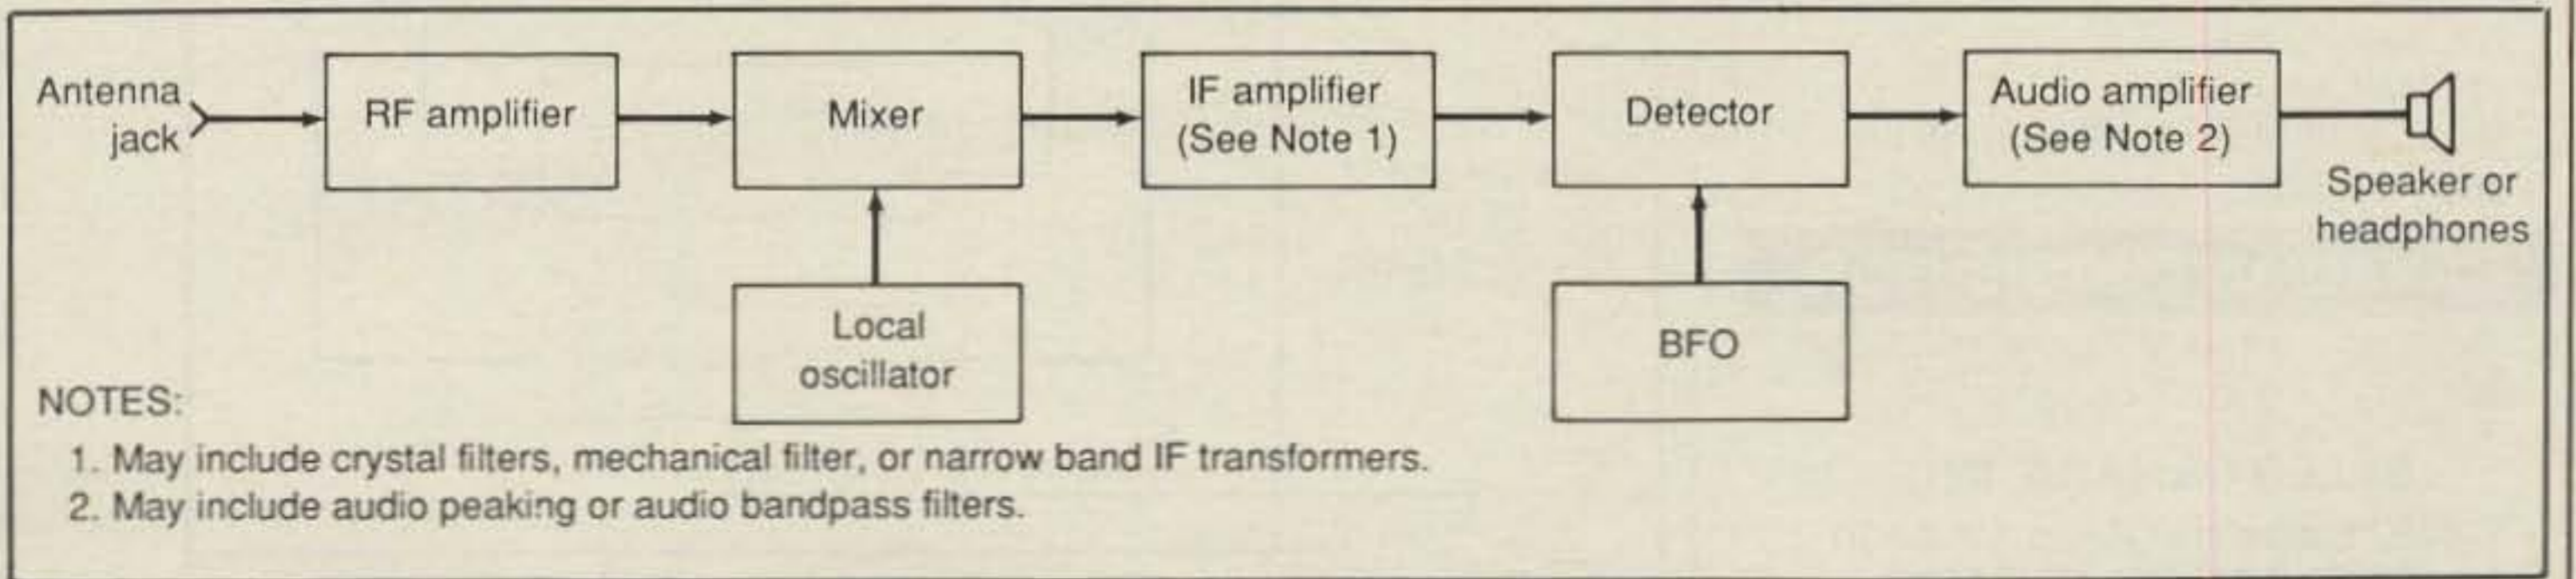 Antenna
jack
RF amplifier
Mixer
IF amplifier
(See Note 1)
Detector
Audio amplifier
(See Note 2)
Speaker or
headphones
Local
oscillator
BFO
NOTES:
1. May include crystal filters, mechanical filter, or narrow band IF transformers.
2. May include audio peaking or audio bandpass filters.